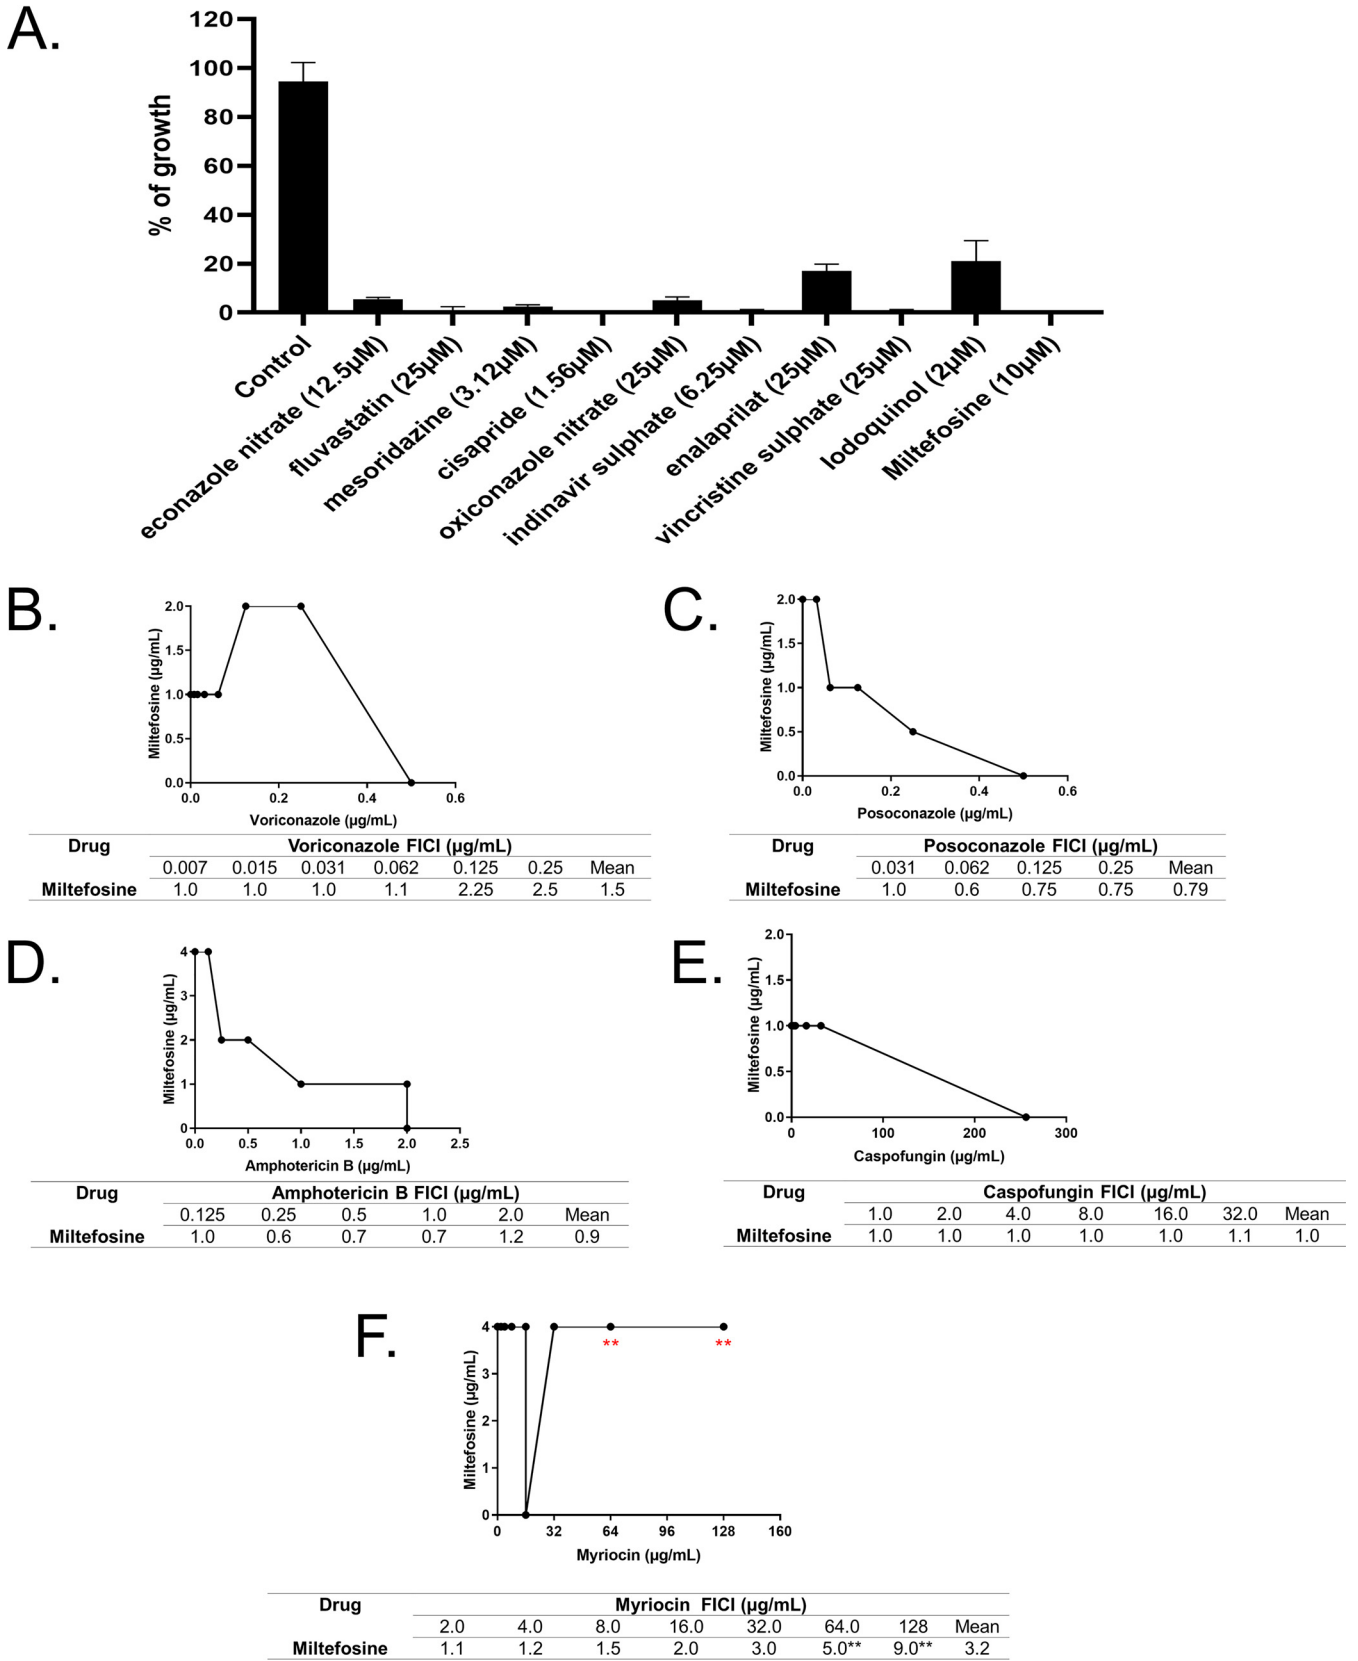 A.
% of growth
120
100
80
60
40
20
0
Control
econazole nitrate (12.5µM)
fluvastatin (25µM)
mesoridazine (3.12µM)
cisapride (1.56µM)
oxiconazole nitrate (25µM)
indinavir sulphate (6.25µM)
enalaprilat (25µM)
vincristine sulphate (25µM)
Iodoquinol (2µM)
Miltefosine (10µM)
B.
Miltefosine (µg/mL)
2.0
1.5
1.0
0.5
0.0
0.0 0.2 0.4 0.6
Voriconazole (µg/mL)
Drug Voriconazole FICI (µg/mL)
0.007 0.015 0.031 0.062 0.125 0.25 Mean
Miltefosine 1.0 1.0 1.0 1.1 2.25 2.5 1.5
C.
Miltefosine (µg/mL)
2.0
1.5
1.0
0.5
0.0
0.0 0.2 0.4 0.6
Posoconazole (µg/mL)
Drug Posoconazole FICI (µg/mL)
0.031 0.062 0.125 0.25 Mean
Miltefosine 1.0 0.6 0.75 0.75 0.79
D.
Miltefosine (µg/mL)
4
3
2
1
0
0.0 0.5 1.0 1.5 2.0 2.5
Amphotericin B (µg/mL)
Drug Amphotericin B FICI (µg/mL)
0.125 0.25 0.5 1.0 2.0 Mean
Miltefosine 1.0 0.6 0.7 0.7 1.2 0.9
E.
Miltefosine (µg/mL)
2.0
1.5
1.0
0.5
0.0
0 100 200 300
Caspofungin (µg/mL)
Drug Caspofungin FICI (µg/mL)
1.0 2.0 4.0 8.0 16.0 32.0 Mean
Miltefosine 1.0 1.0 1.0 1.0 1.0 1.1 1.0
F.
Miltefosine (µg/mL)
4
3
2
1
0
** **
0 32 64 96 128 160
Myriocin (µg/mL)
Drug Myriocin FICI (µg/mL)
2.0 4.0 8.0 16.0 32.0 64.0 128 Mean
Miltefosine 1.1 1.2 1.5 2.0 3.0 5.0** 9.0** 3.2